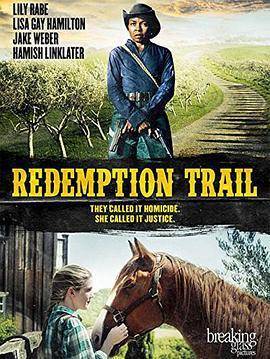 LILY RABE
LISA GAY HAMILTON
JAKE WEBER
HAMISH LINKLATER
REDEMPTION TRAIL
THEY CALLED IT HOMICIDE.
SHE CALLED IT JUSTICE.
breaking
glass
pictures